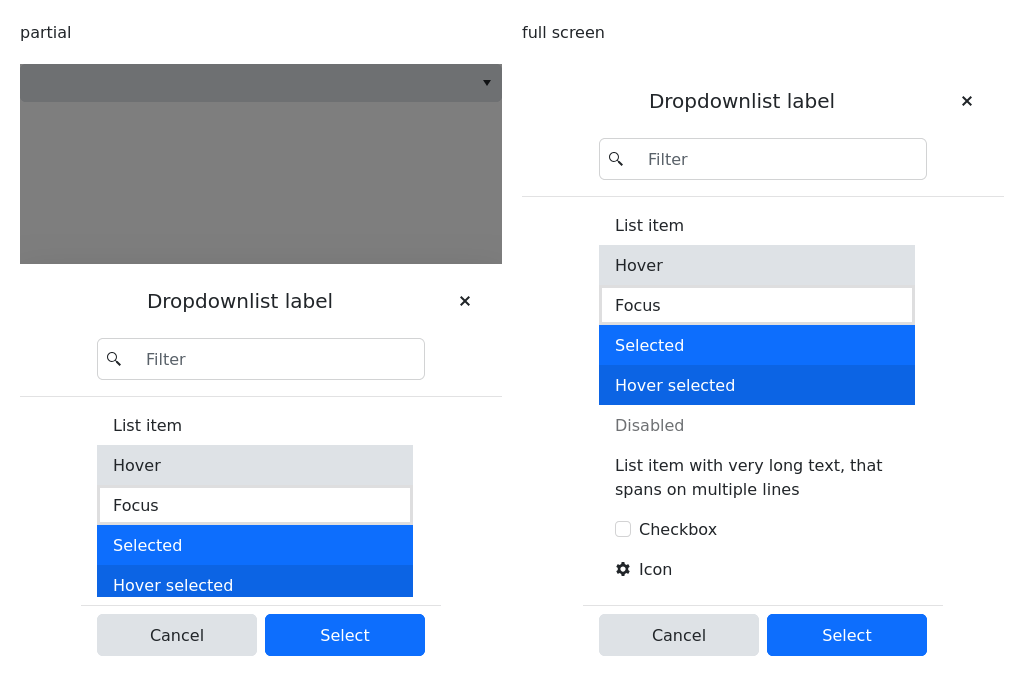 partial
Dropdownlist label
Filter
List item
Hover
Focus
Selected
Hover selected
Cancel
Select
full screen
Dropdownlist label
Filter
List item
Hover
Focus
Selected
Hover selected
Disabled
List item with very long text, that
spans on multiple lines
Checkbox
Icon
Cancel
Select